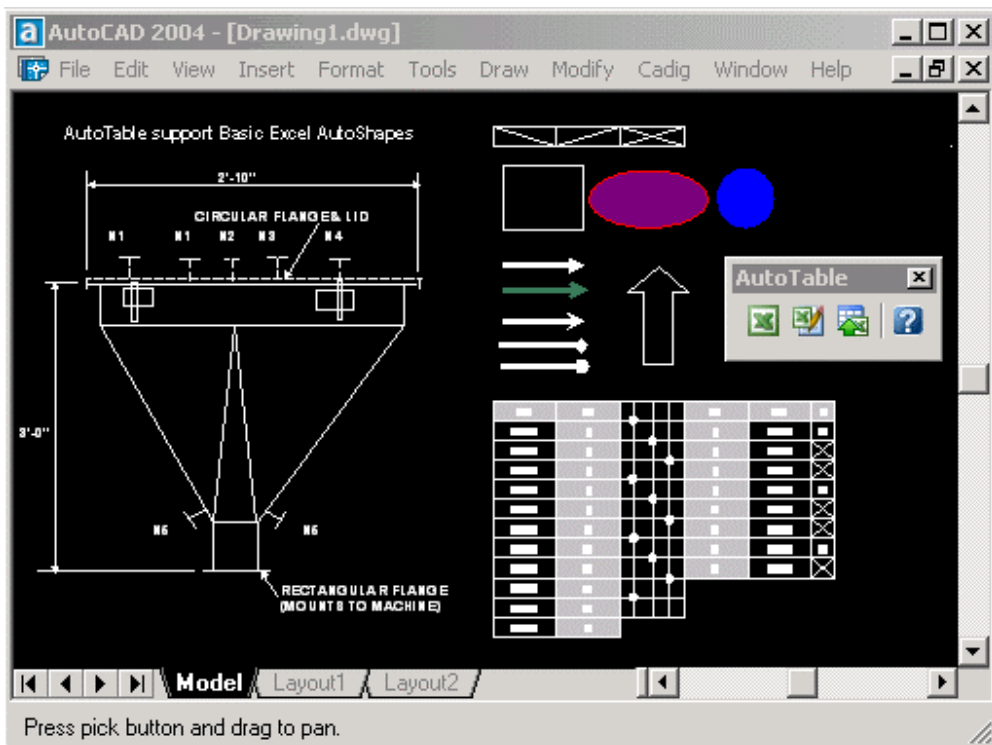 AutoCAD 2004 - [Drawing1.dwg]
File Edit View Insert Format Tools Draw Modify Cadig Window Help
AutoTable support Basic Excel AutoShapes
2'-10"
CIRCULAR FLANGE & LID
N1 N1 N2 N3 N4
AutoTable
3'-0"
N6 N6
RECTANGULAR FLANGE
(MOUNTS TO MACHINE)
Model Layout1 Layout2
Press pick button and drag to pan.